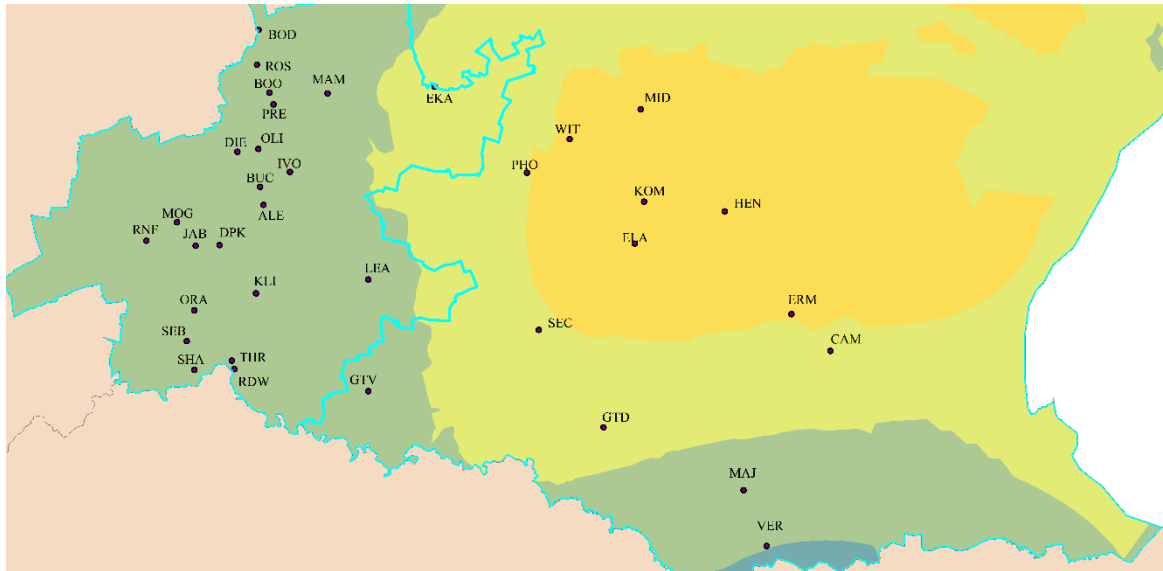 BOD
ROS
BOO
MAM
PRE
EKA
MID
DIE
OLI
WIT
IVO
PHO
BUC
KOM
HEN
MOG
ALE
RNF
JAB
DPK
ELA
LEA
KLI
ORA
ERM
SEB
SEC
CAM
SHA
THR
RDW
GTV
GTD
MAJ
VER